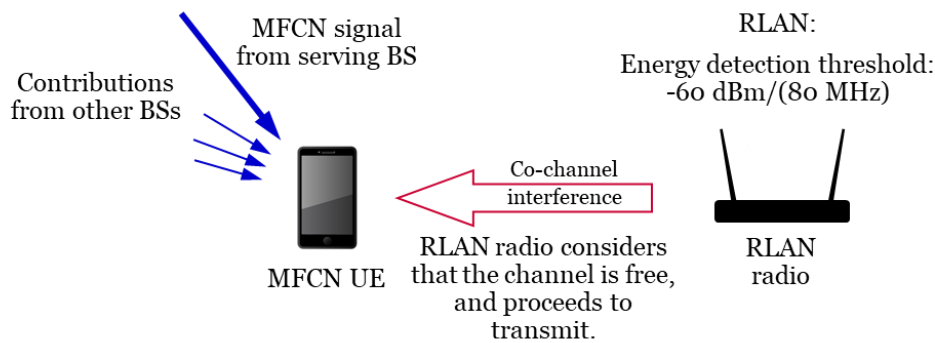 MFCN signal
from serving BS
Contributions
from other BSs
RLAN:
Energy detection threshold:
-60 dBm/(80 MHz)
Co-channel
interference
MFCN UE
RLAN radio considers
that the channel is free,
and proceeds to
transmit.
RLAN
radio